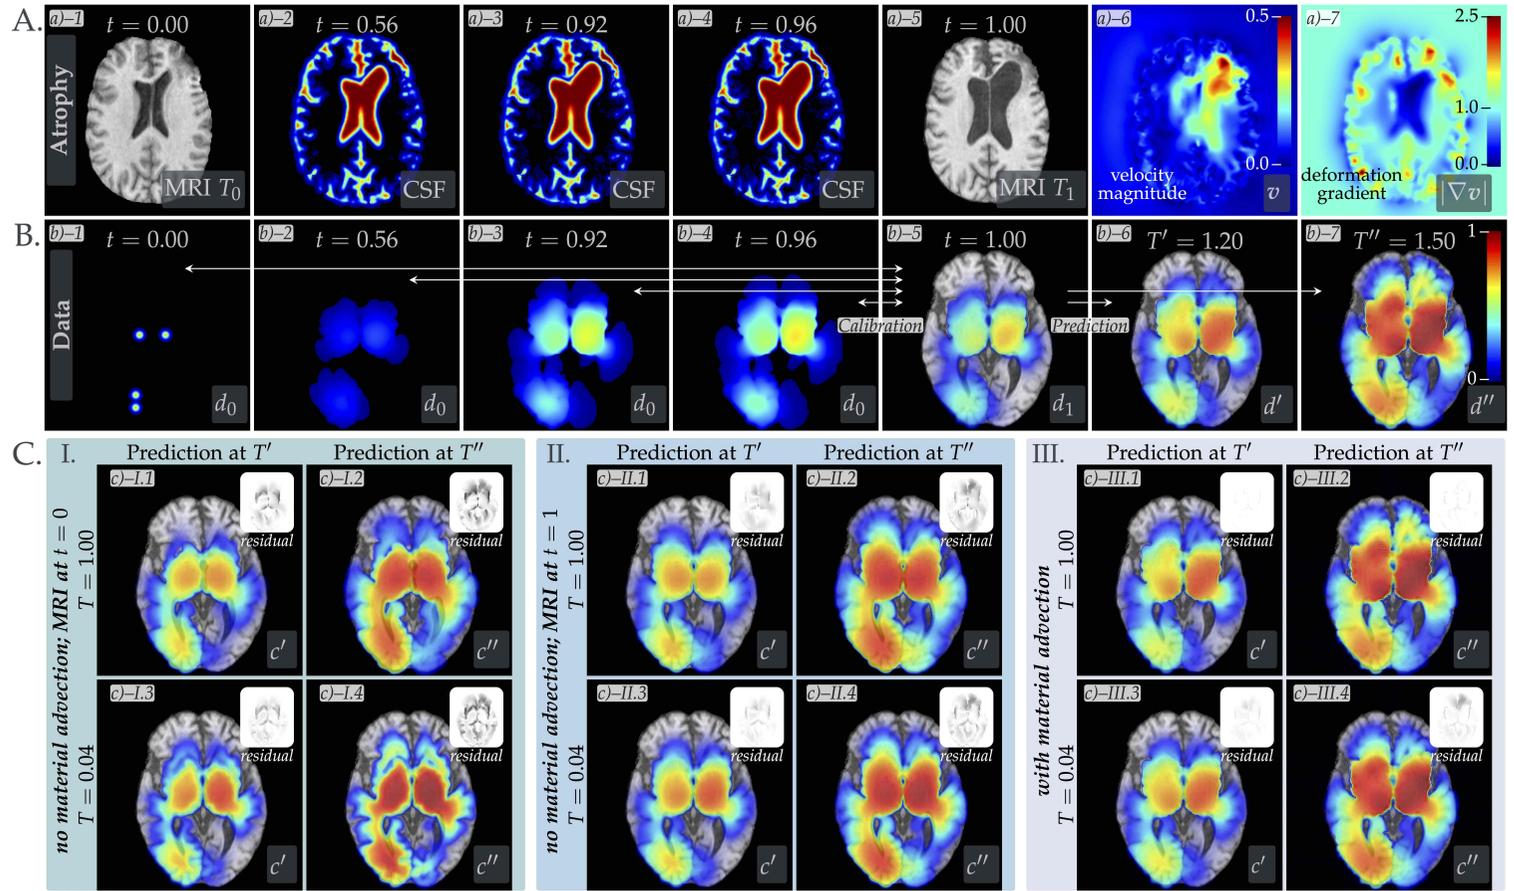 A.
Atrophy
a)–1
t = 0.00
MRI T0
a)–2
t = 0.56
CSF
a)–3
t = 0.92
CSF
a)–4
t = 0.96
CSF
a)–5
t = 1.00
MRI T1
a)–6
0.5
0.0
velocity
magnitude
v
a)–7
2.5
1.0
0.0
deformation
gradient
|∇v|
B.
Data
b)–1
t = 0.00
d0
b)–2
t = 0.56
d0
b)–3
t = 0.92
d0
b)–4
t = 0.96
d0
Calibration
b)–5
t = 1.00
d1
Prediction
b)–6
T′ = 1.20
d′
b)–7
T″ = 1.50
1
0
d″
C.
I.
Prediction at T′
Prediction at T″
no material advection; MRI at t = 0
T = 1.00
T = 0.04
c)–I.1
residual
c′
c)–I.2
residual
c″
c)–I.3
residual
c′
c)–I.4
residual
c″
II.
Prediction at T′
Prediction at T″
no material advection; MRI at t = 1
T = 1.00
T = 0.04
c)–II.1
residual
c′
c)–II.2
residual
c″
c)–II.3
residual
c′
c)–II.4
residual
c″
III.
Prediction at T′
Prediction at T″
with material advection
T = 1.00
T = 0.04
c)–III.1
residual
c′
c)–III.2
residual
c″
c)–III.3
residual
c′
c)–III.4
residual
c″